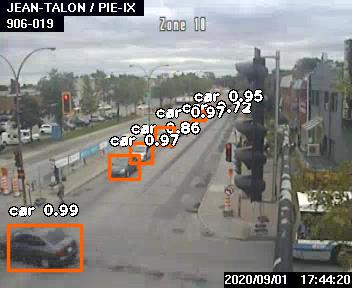 JEAN-TALON / PIE-IX
906-019
Zone 10
car 0.95
car 0.72
car 0.97
car 0.86
car 0.97
car 0.99
2020/09/01 17:44:20